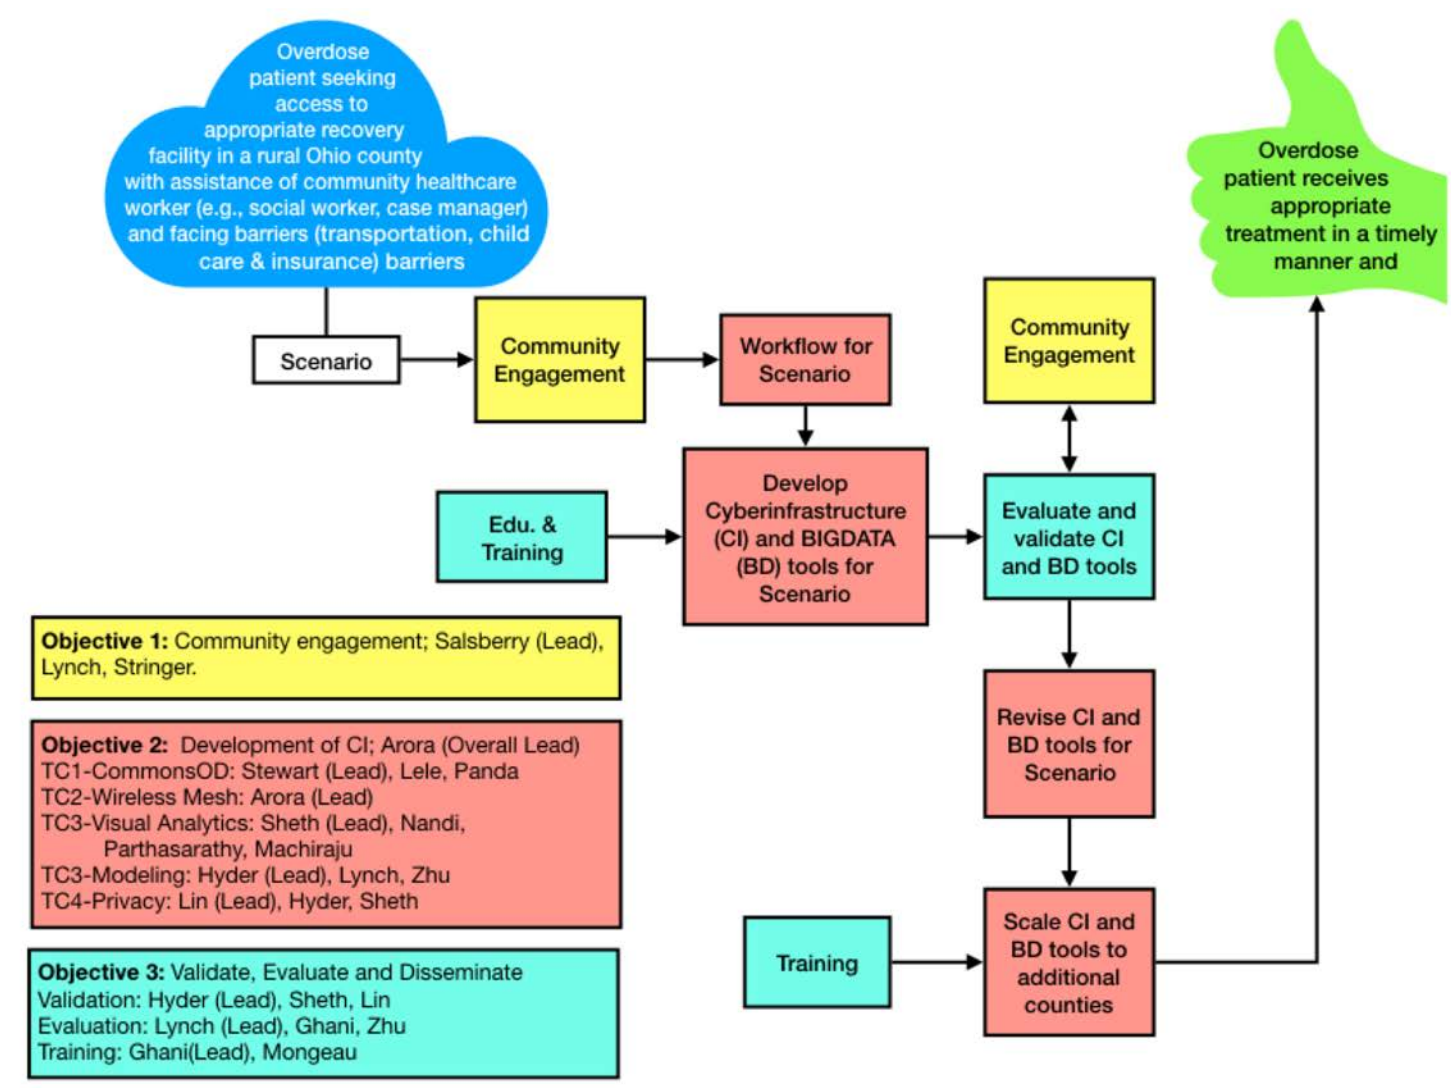 Overdose
patient seeking
access to
appropriate recovery
facility in a rural Ohio county
with assistance of community healthcare
worker (e.g., social worker, case manager)
and facing barriers (transportation, child
care & insurance) barriers
Overdose
patient receives
appropriate
treatment in a timely
manner and
Scenario
Community
Engagement
Workflow for
Scenario
Community
Engagement
Edu. &
Training
Develop
Cyberinfrastructure
(CI) and BIGDATA
(BD) tools for
Scenario
Evaluate and
validate CI
and BD tools
Revise CI and
BD tools for
Scenario
Training
Scale CI and
BD tools to
additional
counties
Objective 1: Community engagement; Salsberry (Lead),
Lynch, Stringer.
Objective 2: Development of CI; Arora (Overall Lead)
TC1-CommonsOD: Stewart (Lead), Lele, Panda
TC2-Wireless Mesh: Arora (Lead)
TC3-Visual Analytics: Sheth (Lead), Nandi,
Parthasarathy, Machiraju
TC3-Modeling: Hyder (Lead), Lynch, Zhu
TC4-Privacy: Lin (Lead), Hyder, Sheth
Objective 3: Validate, Evaluate and Disseminate
Validation: Hyder (Lead), Sheth, Lin
Evaluation: Lynch (Lead), Ghani, Zhu
Training: Ghani(Lead), Mongeau